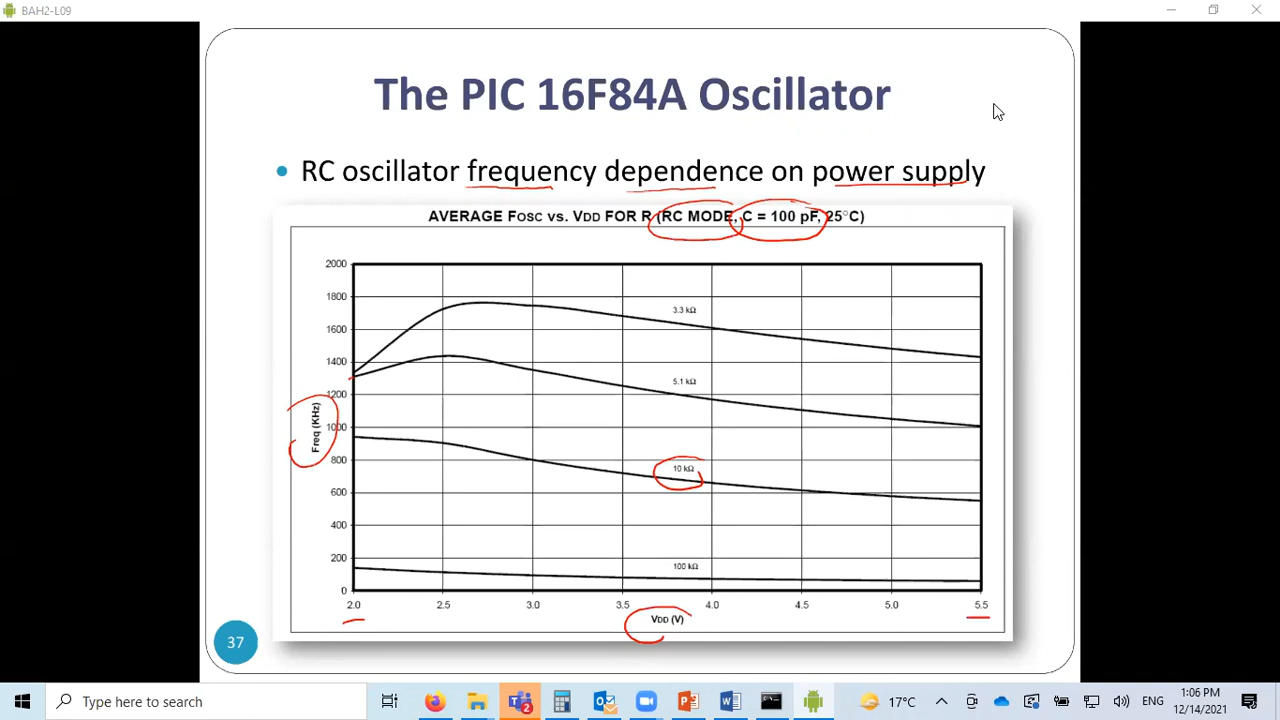 BAH2-L09
The PIC 16F84A Oscillator
RC oscillator frequency dependence on power supply
AVERAGE FOSC vs. VDD FOR R (RC MODE, C = 100 pF, 25°C)
2000
1800
1600
1400
1200
1000
800
600
400
200
0
Freq (KHz)
3.3 kΩ
5.1 kΩ
10 kΩ
100 kΩ
2.0 2.5 3.0 3.5 4.0 4.5 5.0 5.5
VDD (V)
37
Type here to search
2
17°C
ENG
1:06 PM
12/14/2021